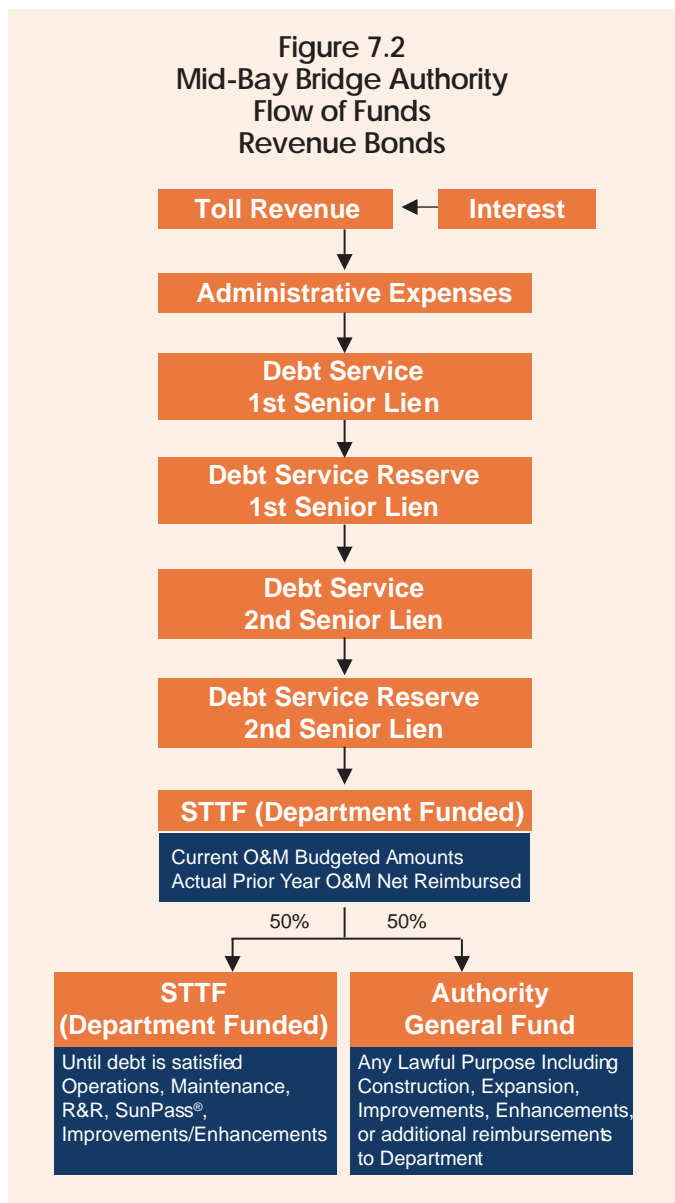 Figure 7.2
Mid-Bay Bridge Authority
Flow of Funds
Revenue Bonds
Toll Revenue
Interest
Administrative Expenses
Debt Service
1st Senior Lien
Debt Service Reserve
1st Senior Lien
Debt Service
2nd Senior Lien
Debt Service Reserve
2nd Senior Lien
STTF (Department Funded)
Current O&M Budgeted Amounts
Actual Prior Year O&M Net Reimbursed
50%
50%
STTF
(Department Funded)
Until debt is satisfied
Operations, Maintenance,
R&R, SunPass®,
Improvements/Enhancements
Authority
General Fund
Any Lawful Purpose Including
Construction, Expansion,
Improvements, Enhancements,
or additional reimbursements
to Department